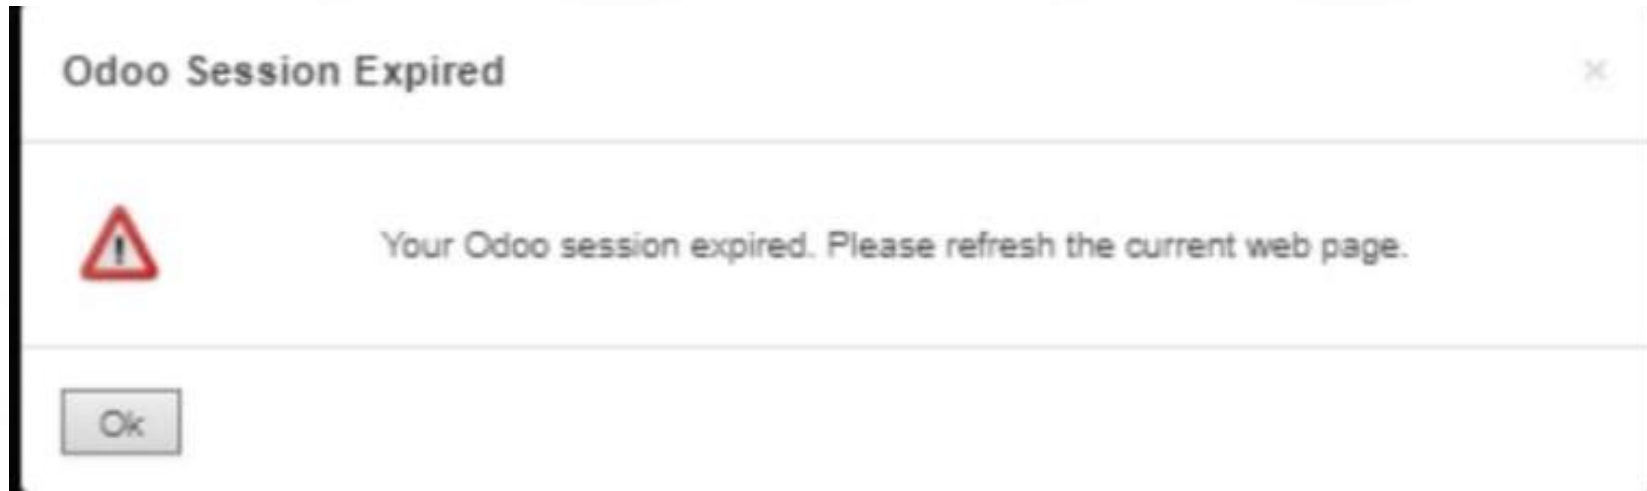 Odoo Session Expired
×
Your Odoo session expired. Please refresh the current web page.
Ok